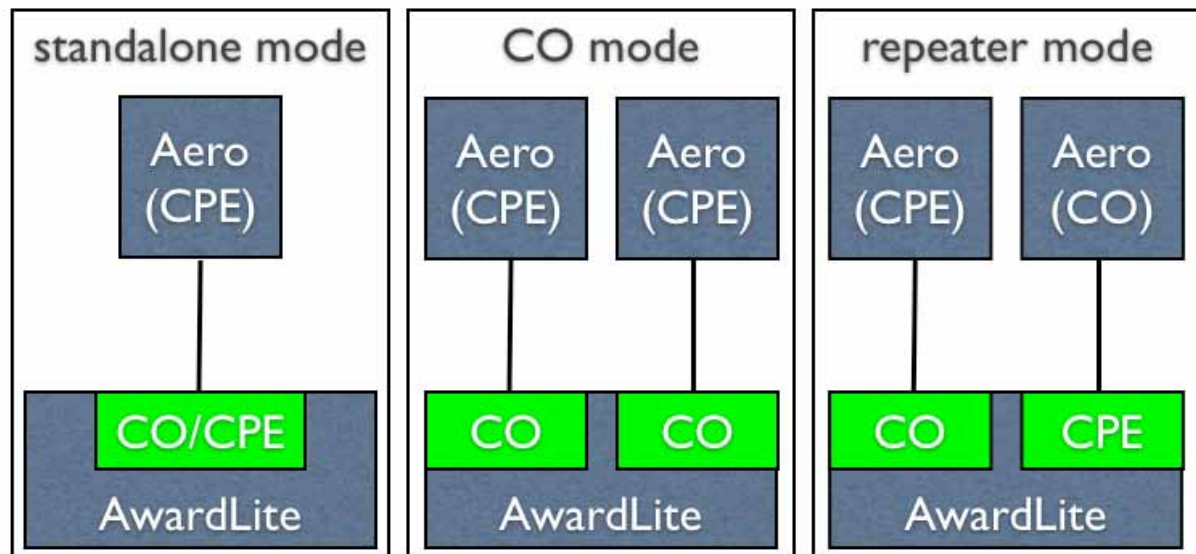 standalone mode
Aero
(CPE)
CO/CPE
AwardLite
CO mode
Aero
(CPE)
Aero
(CPE)
CO
CO
AwardLite
repeater mode
Aero
(CPE)
Aero
(CO)
CO
CPE
AwardLite